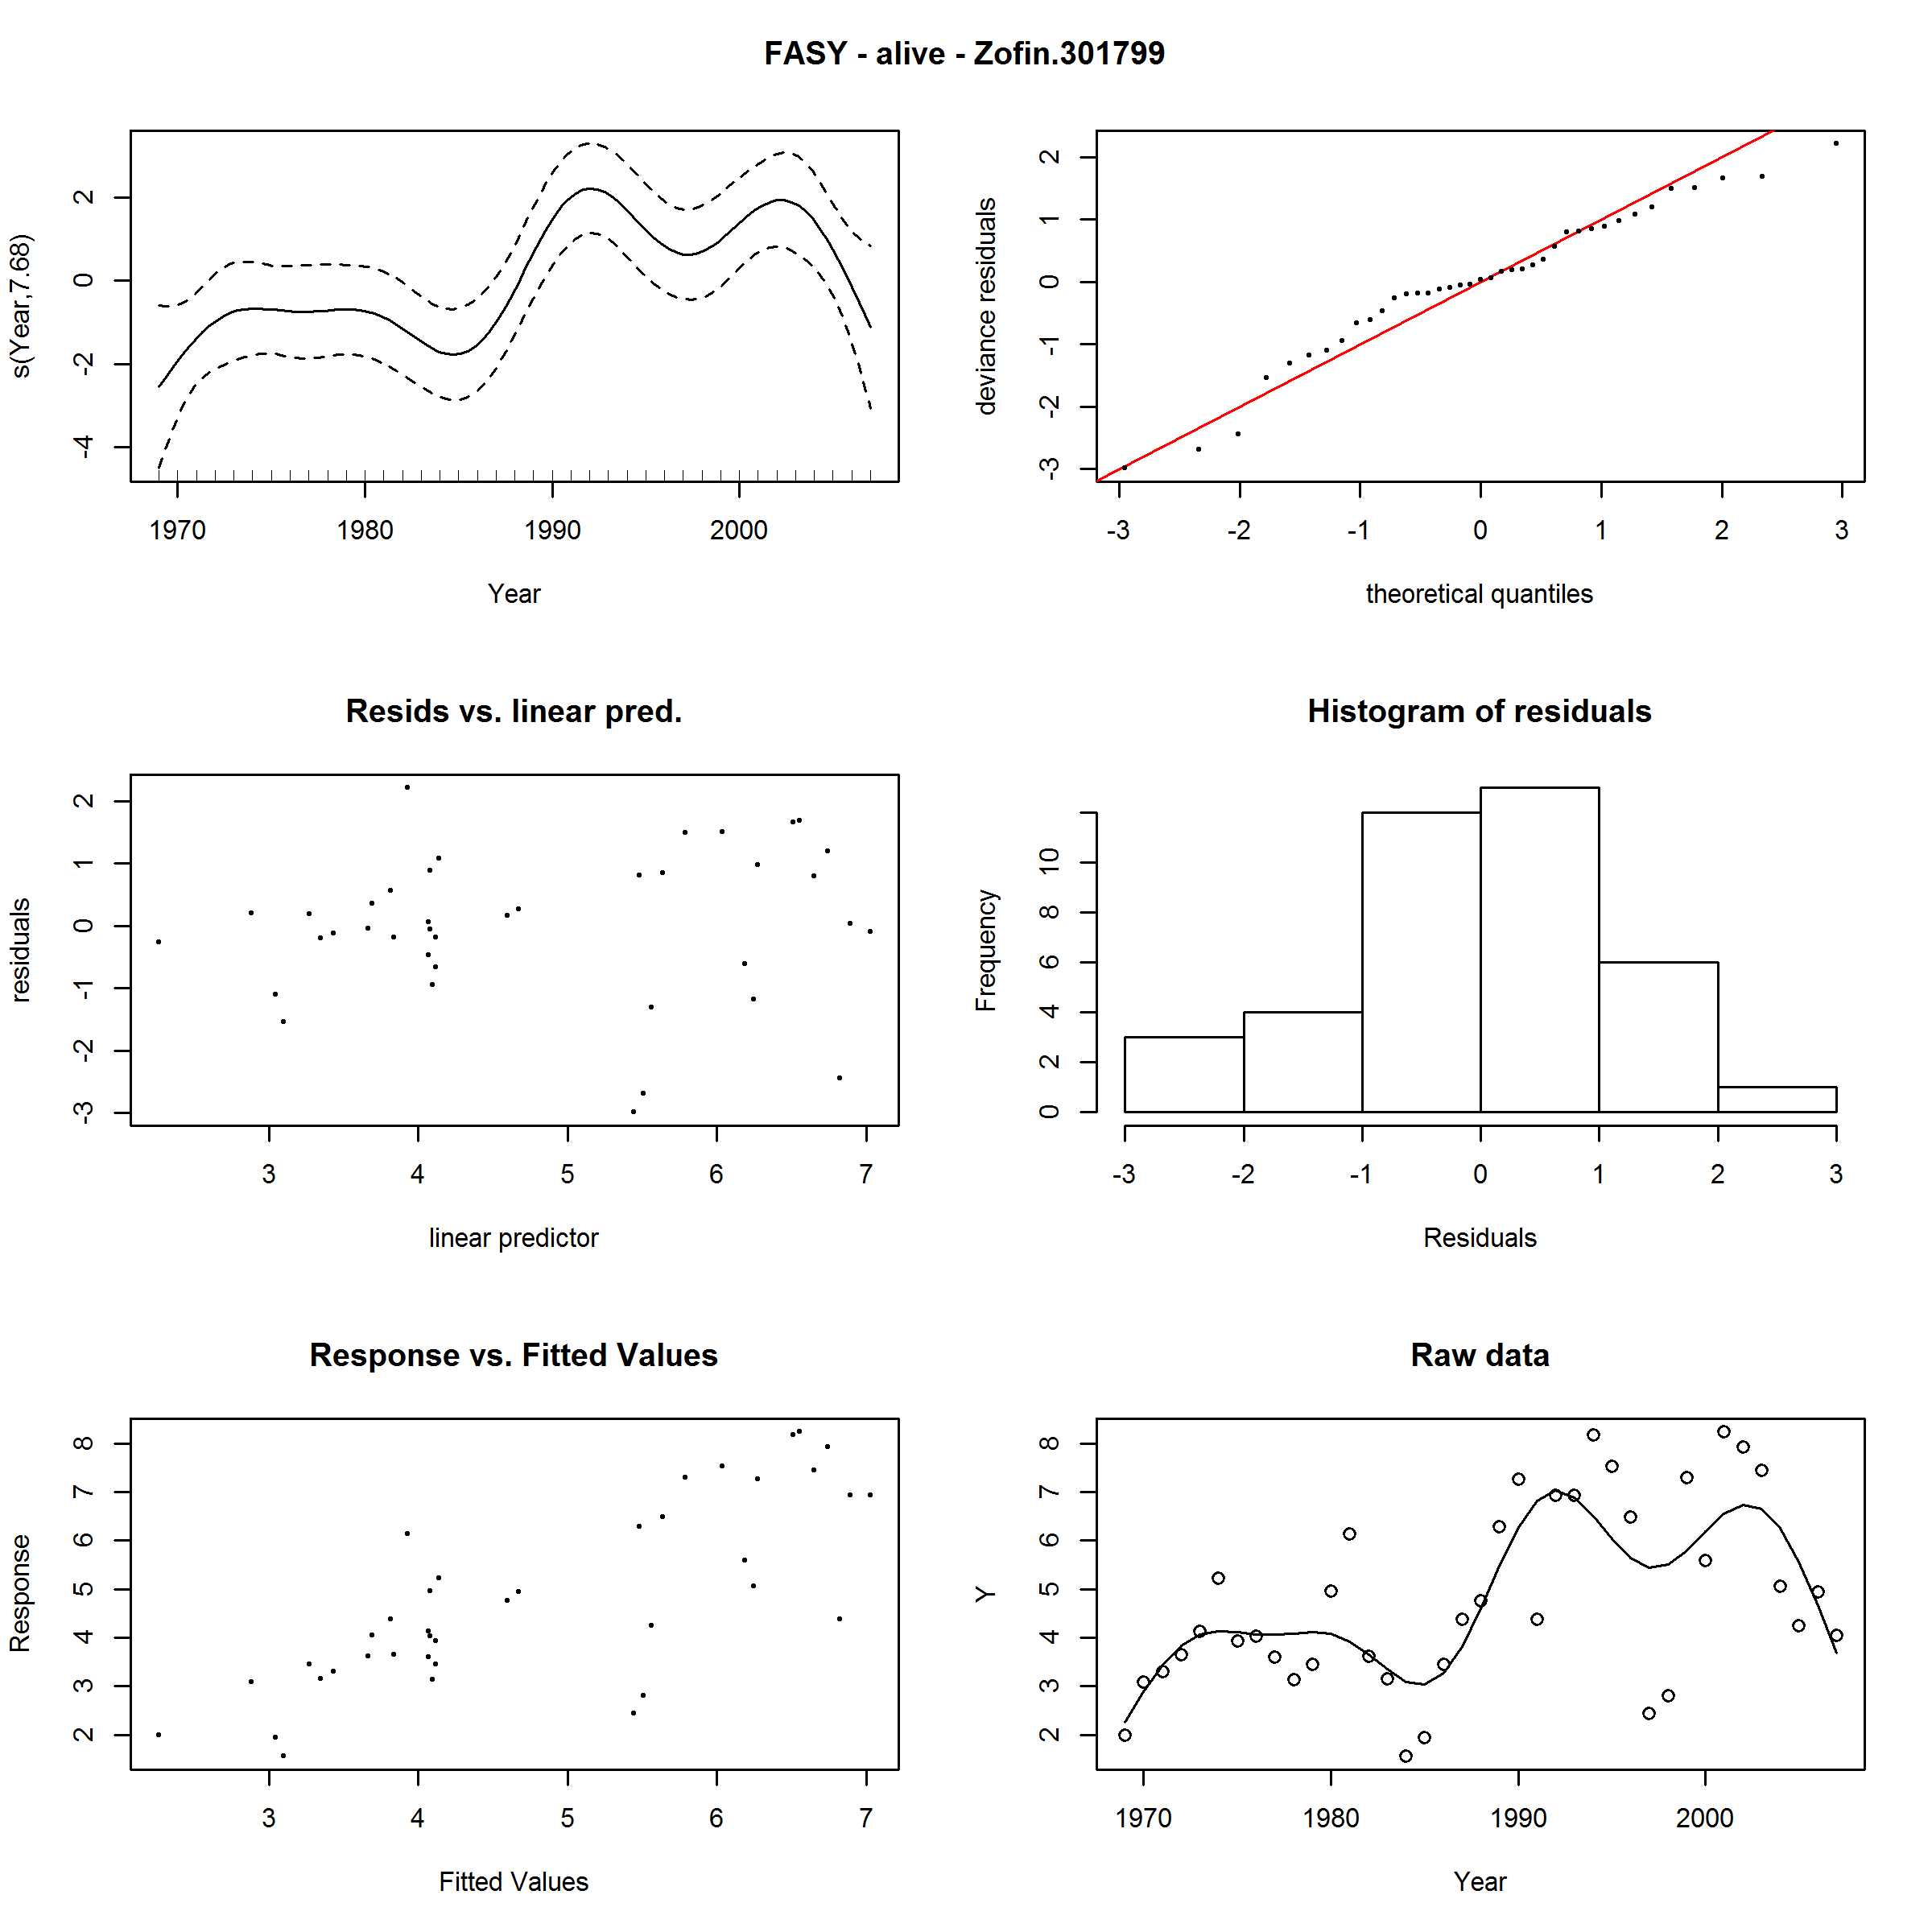 FASY - alive - Zofin.301799
s(Year,7.68)
2
0
-2
-4
1970 1980 1990 2000
Year
deviance residuals
2
1
0
-1
-2
-3
-3 -2 -1 0 1 2 3
theoretical quantiles
Resids vs. linear pred.
residuals
2
1
0
-1
-2
-3
3 4 5 6 7
linear predictor
Histogram of residuals
Frequency
10
8
6
4
2
0
-3 -2 -1 0 1 2 3
Residuals
Response vs. Fitted Values
Response
8
7
6
5
4
3
2
3 4 5 6 7
Fitted Values
Raw data
Y
8
7
6
5
4
3
2
1970 1980 1990 2000
Year